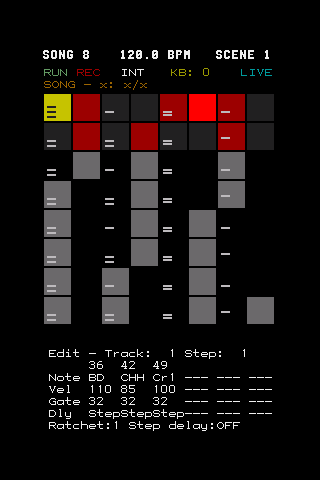 SONG 8 120.0 BPM SCENE 1
RUN REC INT KB: O LIVE
SONG - x: x/x
Edit - Track: 1 Step: 1
36 42 49
Note BD CHH Cr1 --- --- ---
Vel 110 85 100 --- --- ---
Gate 32 32 32 --- --- ---
Dly StepStepStep--- --- ---
Ratchet:1 Step delay:OFF